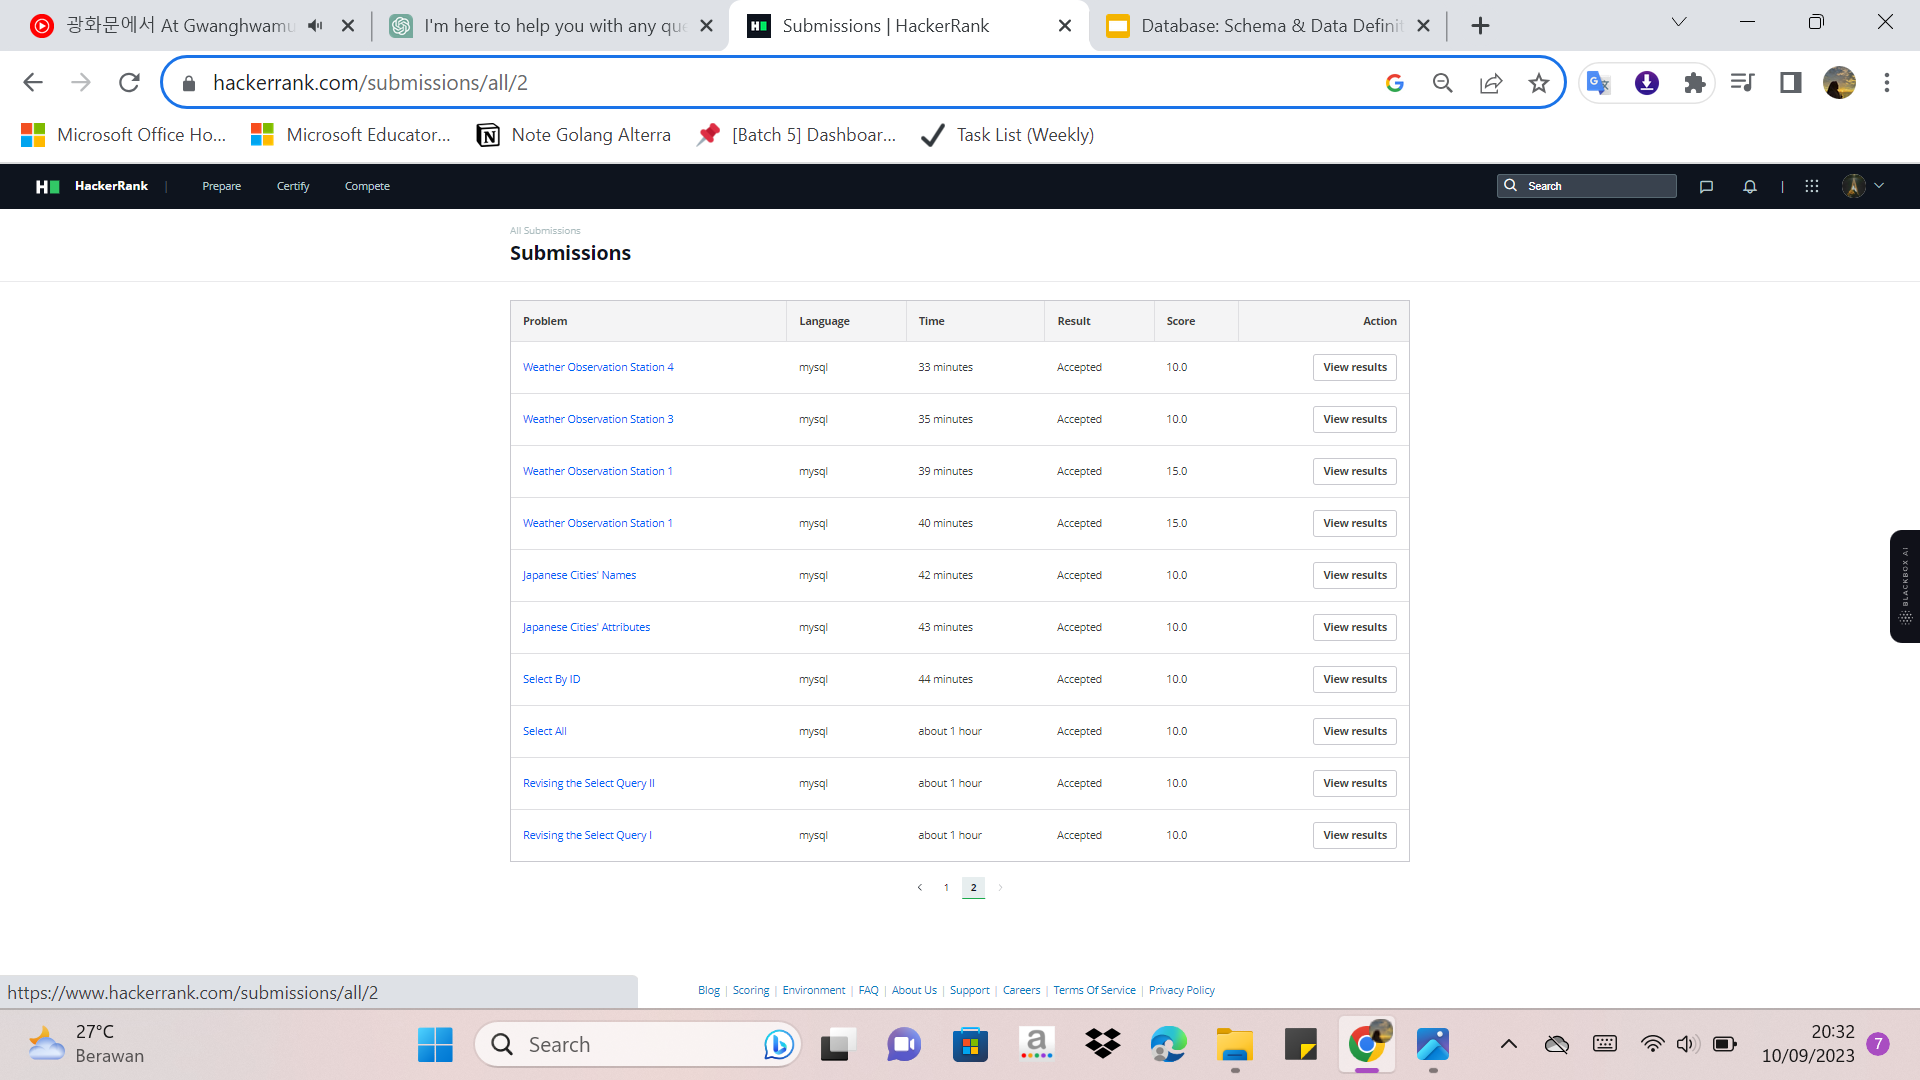 광화문에서 At Gwanghwamu
I'm here to help you with any que
Submissions | HackerRank
Database: Schema & Data Definit
hackerrank.com/submissions/all/2
Microsoft Office Ho...
Microsoft Educator...
Note Golang Alterra
[Batch 5] Dashboar...
Task List (Weekly)
HackerRank | Prepare Certify Compete
Search
All Submissions
Submissions
Problem Language Time Result Score Action
Weather Observation Station 4 mysql 33 minutes Accepted 10.0 View results
Weather Observation Station 3 mysql 35 minutes Accepted 10.0 View results
Weather Observation Station 1 mysql 39 minutes Accepted 15.0 View results
Weather Observation Station 1 mysql 40 minutes Accepted 15.0 View results
Japanese Cities' Names mysql 42 minutes Accepted 10.0 View results
Japanese Cities' Attributes mysql 43 minutes Accepted 10.0 View results
Select By ID mysql 44 minutes Accepted 10.0 View results
Select All mysql about 1 hour Accepted 10.0 View results
Revising the Select Query II mysql about 1 hour Accepted 10.0 View results
Revising the Select Query I mysql about 1 hour Accepted 10.0 View results
1 2
BLACKBOX AI
https://www.hackerrank.com/submissions/all/2
Blog | Scoring | Environment | FAQ | About Us | Support | Careers | Terms Of Service | Privacy Policy
27°C
Berawan
Search
20:32
10/09/2023
7